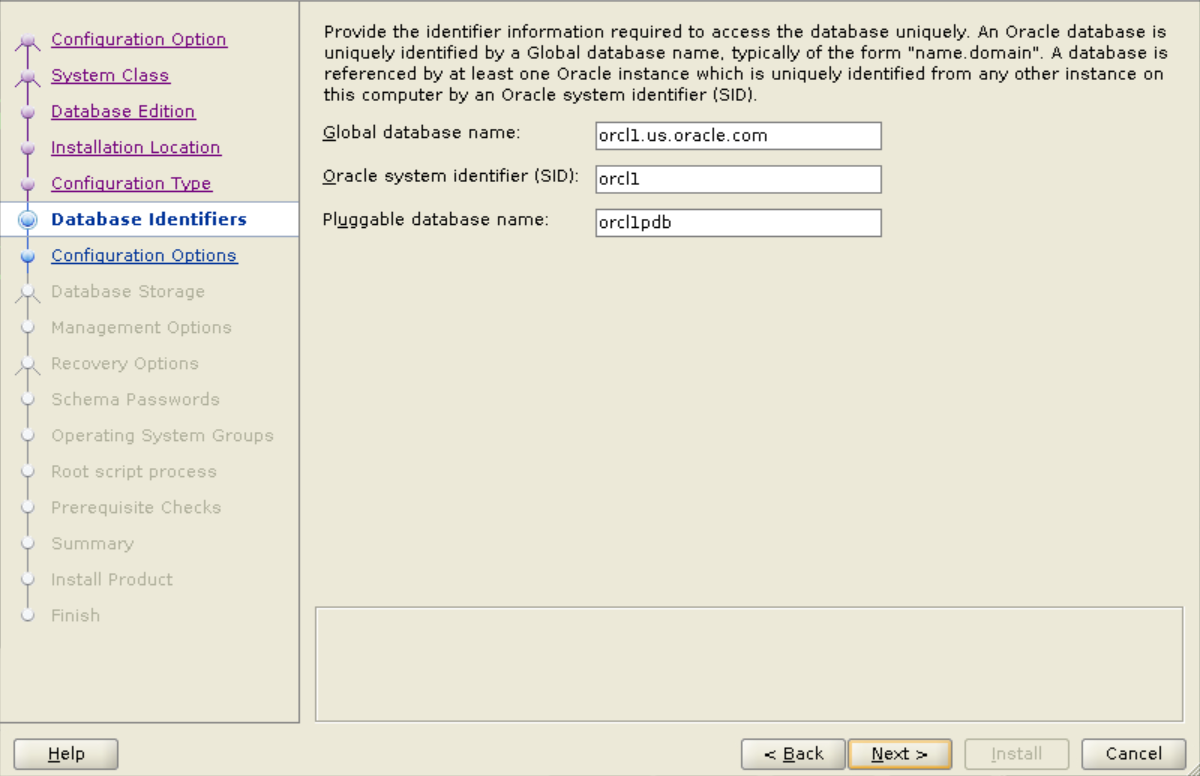 Configuration Option
System Class
Database Edition
Installation Location
Configuration Type
Database Identifiers
Configuration Options
Database Storage
Management Options
Recovery Options
Schema Passwords
Operating System Groups
Root script process
Prerequisite Checks
Summary
Install Product
Finish
Provide the identifier information required to access the database uniquely. An Oracle database is
uniquely identified by a Global database name, typically of the form "name.domain". A database is
referenced by at least one Oracle instance which is uniquely identified from any other instance on
this computer by an Oracle system identifier (SID).
Global database name: orcl1.us.oracle.com
Oracle system identifier (SID): orcl1
Pluggable database name: orcl1pdb
Help < Back Next > Install Cancel